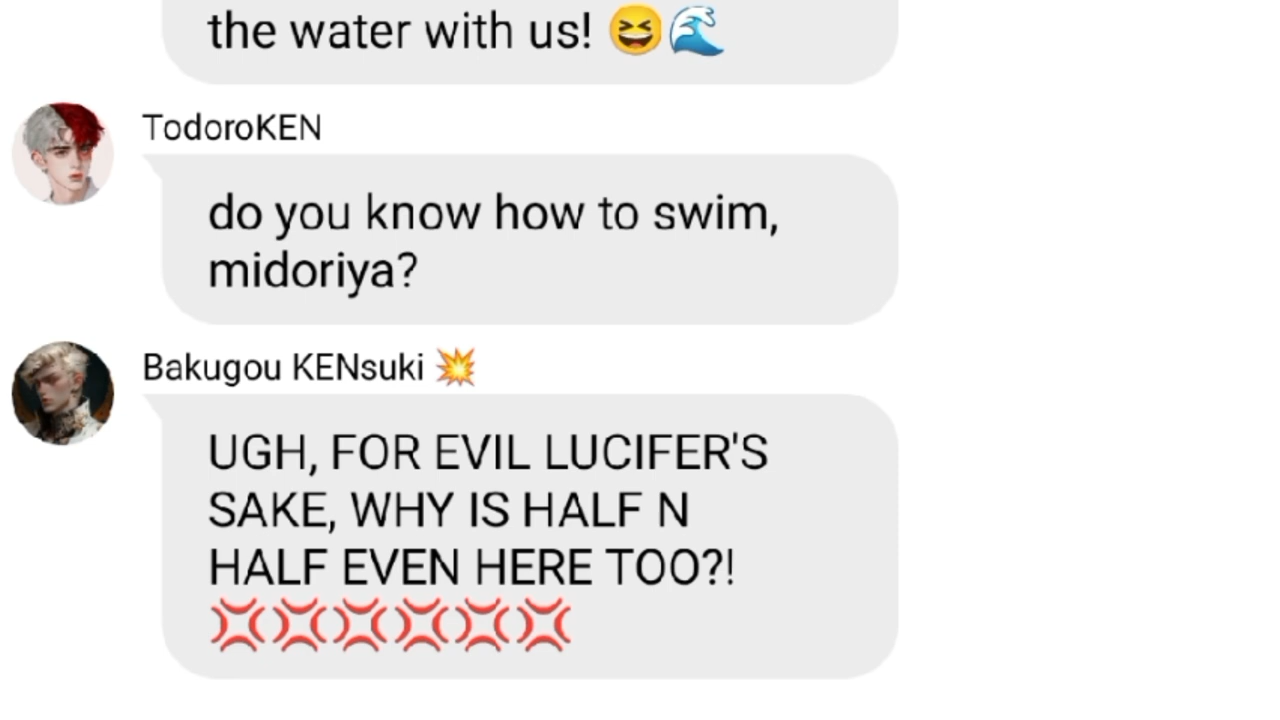 the water with us! 😆🌊
TodoroKEN
do you know how to swim,
midoriya?
Bakugou KENsuki 💥
UGH, FOR EVIL LUCIFER'S
SAKE, WHY IS HALF N
HALF EVEN HERE TOO?!
💢💢💢💢💢💢